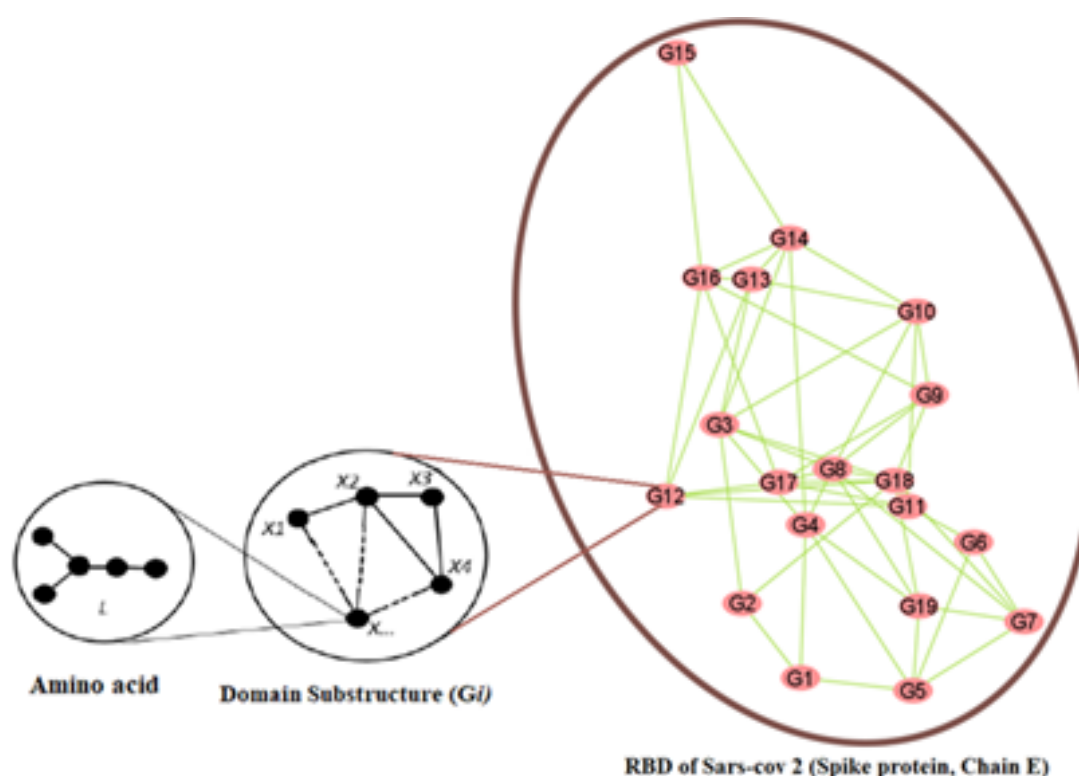 G15
G14
G16
G13
G10
G9
G3
G8
G17
G18
G12
G11
G4
G6
G2
G19
G7
G1
G5
X1
X2
X3
X4
X...
L
Amino acid
Domain Substructure (Gi)
RBD of Sars-cov 2 (Spike protein, Chain E)